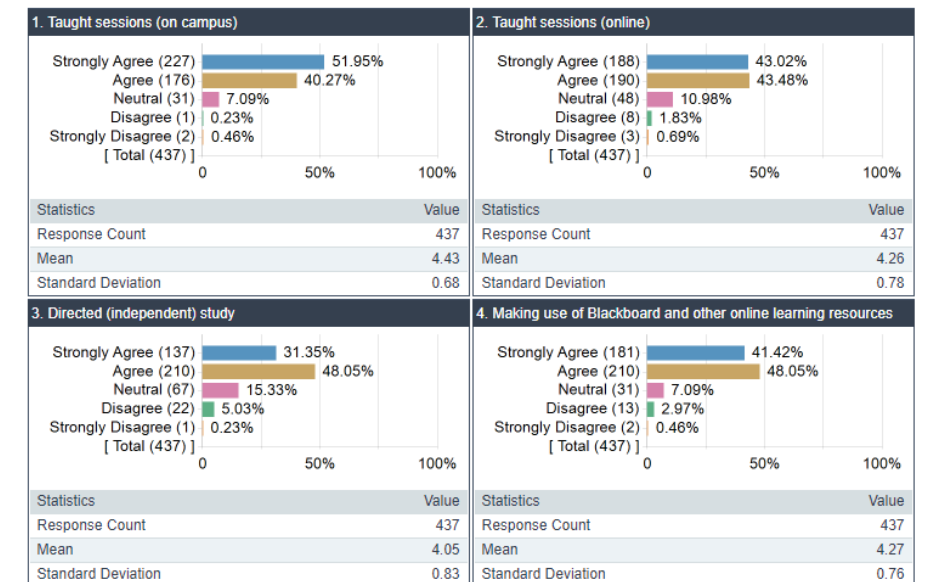 1. Taught sessions (on campus)
Strongly Agree (227) 51.95%
Agree (176) 40.27%
Neutral (31) 7.09%
Disagree (1) 0.23%
Strongly Disagree (2) 0.46%
[ Total (437) ]
0 50% 100%
Statistics Value
Response Count 437
Mean 4.43
Standard Deviation 0.68
2. Taught sessions (online)
Strongly Agree (188) 43.02%
Agree (190) 43.48%
Neutral (48) 10.98%
Disagree (8) 1.83%
Strongly Disagree (3) 0.69%
[ Total (437) ]
0 50% 100%
Statistics Value
Response Count 437
Mean 4.26
Standard Deviation 0.78
3. Directed (independent) study
Strongly Agree (137) 31.35%
Agree (210) 48.05%
Neutral (67) 15.33%
Disagree (22) 5.03%
Strongly Disagree (1) 0.23%
[ Total (437) ]
0 50% 100%
Statistics Value
Response Count 437
Mean 4.05
Standard Deviation 0.83
4. Making use of Blackboard and other online learning resources
Strongly Agree (181) 41.42%
Agree (210) 48.05%
Neutral (31) 7.09%
Disagree (13) 2.97%
Strongly Disagree (2) 0.46%
[ Total (437) ]
0 50% 100%
Statistics Value
Response Count 437
Mean 4.27
Standard Deviation 0.76